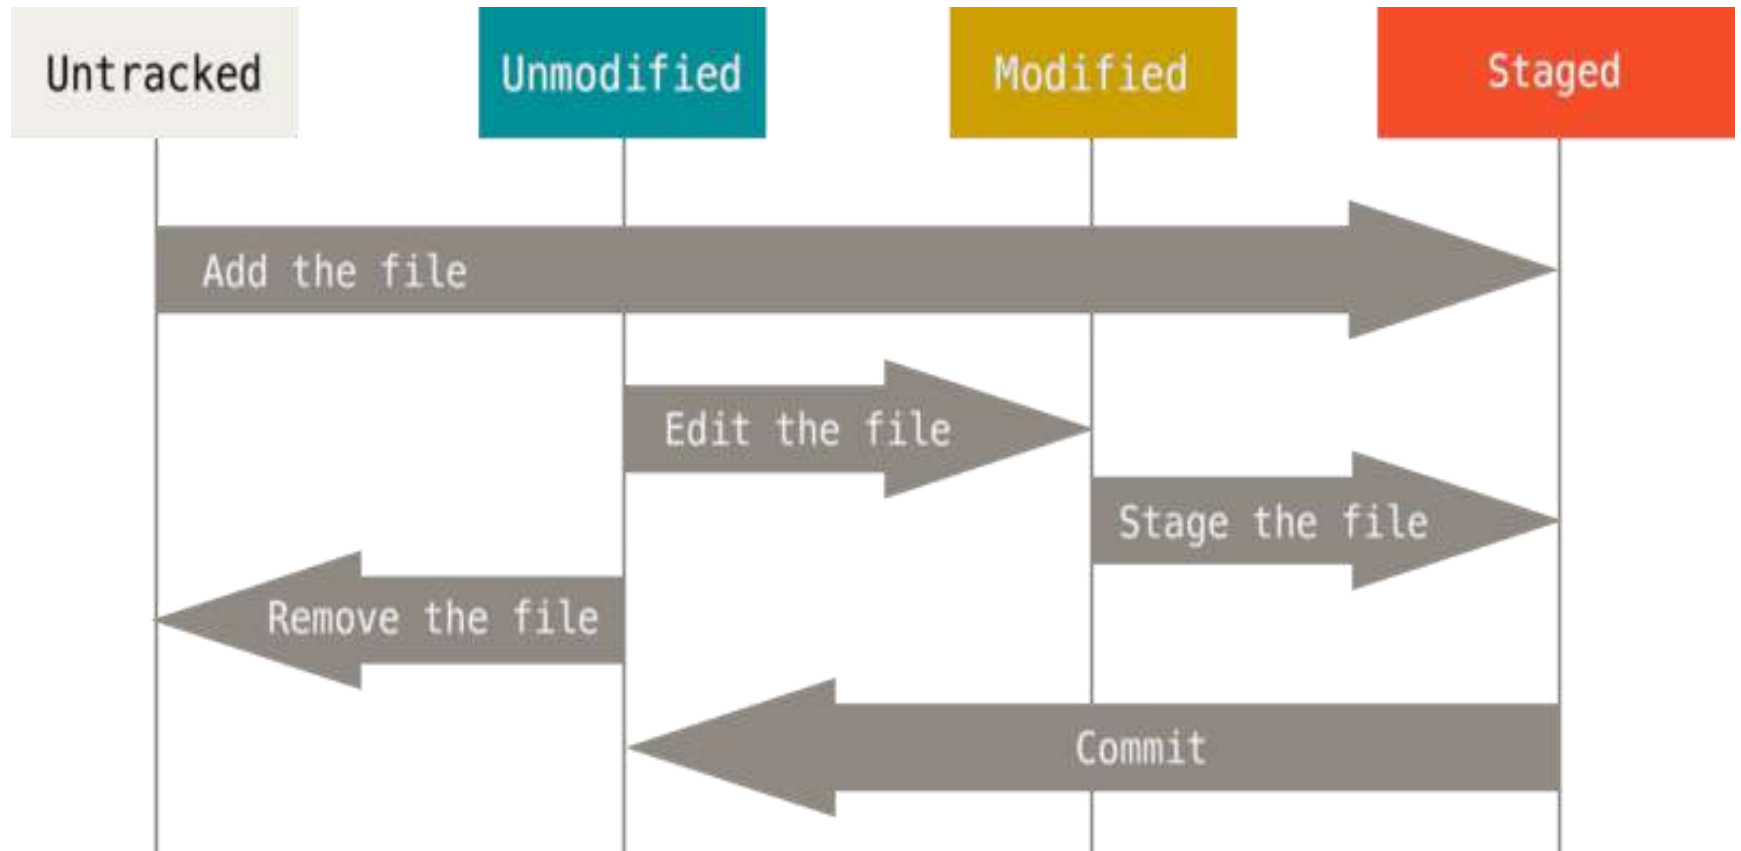 Untracked
Unmodified
Modified
Staged
Add the file
Edit the file
Stage the file
Remove the file
Commit